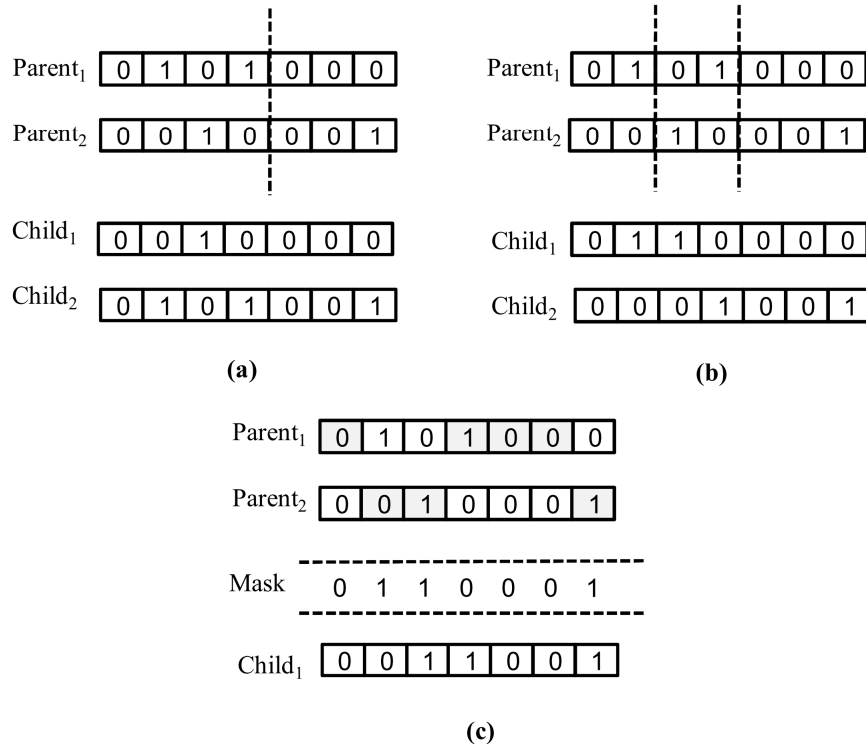 Parent1 0 1 0 1 0 0 0
Parent2 0 0 1 0 0 0 1
Child1 0 0 1 0 0 0 0
Child2 0 1 0 1 0 0 1
(a)
Parent1 0 1 0 1 0 0 0
Parent2 0 0 1 0 0 0 1
Child1 0 1 1 0 0 0 0
Child2 0 0 0 1 0 0 1
(b)
Parent1 0 1 0 1 0 0 0
Parent2 0 0 1 0 0 0 1
Mask 0 1 1 0 0 0 1
Child1 0 0 1 1 0 0 1
(c)